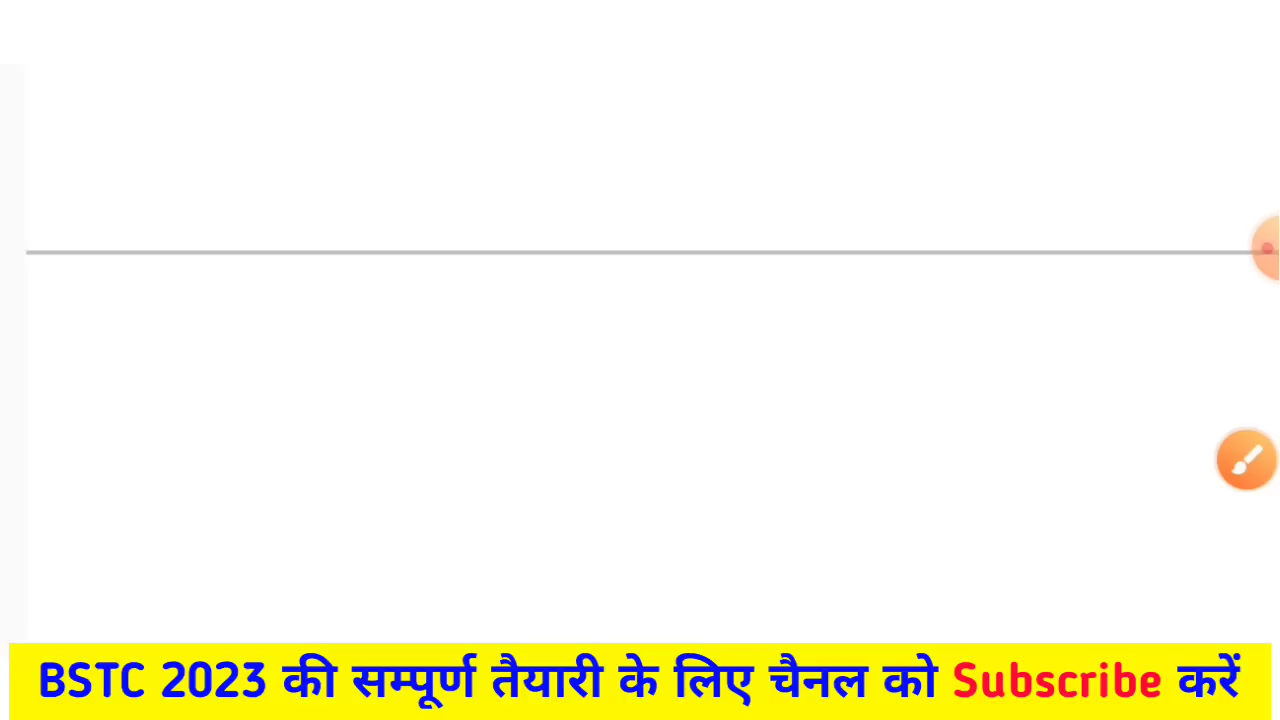 BSTC 2023 की सम्पूर्ण तैयारी के लिए चैनल को Subscribe करें